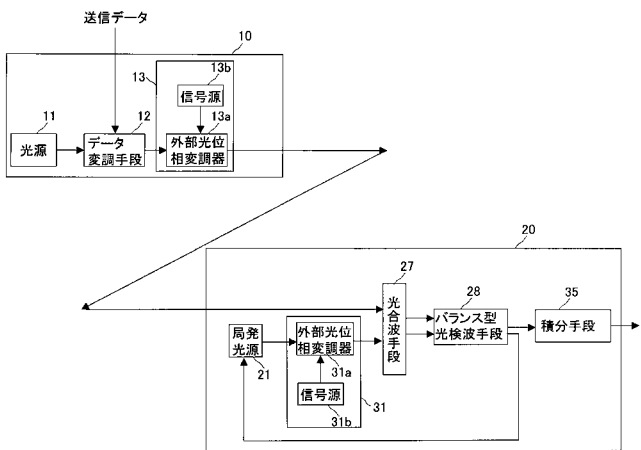 送信データ
10
13
13b
信号源
11
12
13a
光源
データ
変調手段
外部光位
相変調器
20
27
光合波手段
28
バランス型
光検波手段
35
積分手段
局発
光源
21
外部光位
相変調器
31a
信号源
31b
31